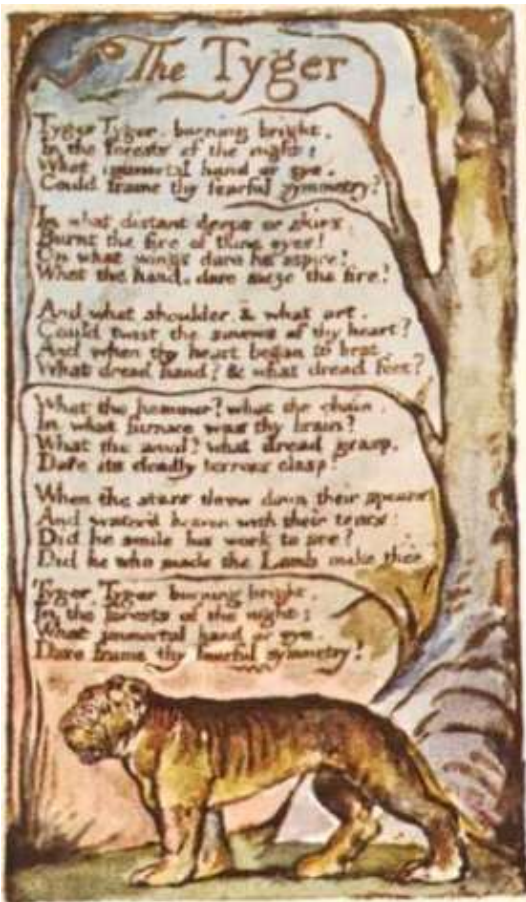 The Tyger
Tyger Tyger, burning bright,
In the forests of the night;
What immortal hand or eye,
Could frame thy fearful symmetry?
In what distant deeps or skies,
Burnt the fire of thine eyes!
On what wings dare he aspire!
What the hand, dare sieze the fire!
And what shoulder, & what art,
Could twist the sinews of thy heart?
And when thy heart began to beat,
What dread hand? & what dread feet?
What the hammer? what the chain,
In what furnace was thy brain?
What the anvil? what dread grasp,
Dare its deadly terrors clasp!
When the stars threw down their spears
And water'd heaven with their tears:
Did he smile his work to see?
Did he who made the Lamb make thee
Tyger Tyger burning bright,
In the forests of the night:
What immortal hand or eye,
Dare frame thy fearful symmetry!